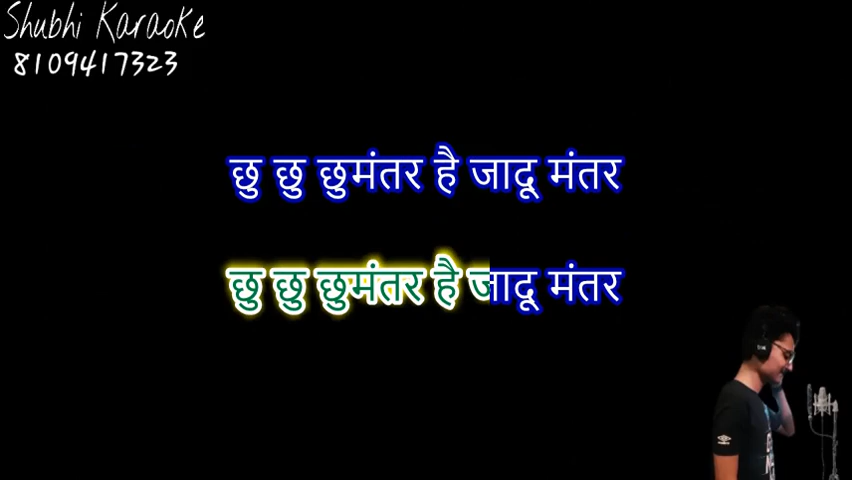 Shubhi Karaoke
8109417323
छु छु छुमंतर है जादू मंतर
छु छु छुमंतर है जादू मंतर